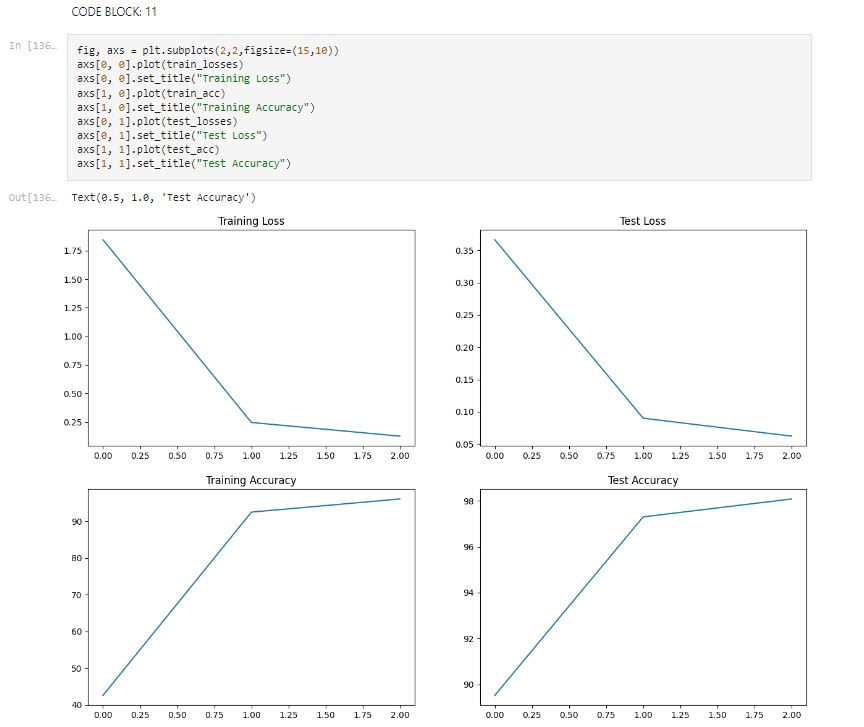 CODE BLOCK: 11
In [136…
fig, axs = plt.subplots(2,2,figsize=(15,10))
axs[0, 0].plot(train_losses)
axs[0, 0].set_title("Training Loss")
axs[1, 0].plot(train_acc)
axs[1, 0].set_title("Training Accuracy")
axs[0, 1].plot(test_losses)
axs[0, 1].set_title("Test Loss")
axs[1, 1].plot(test_acc)
axs[1, 1].set_title("Test Accuracy")
Out[136… Text(0.5, 1.0, 'Test Accuracy')
Training Loss
1.75
1.50
1.25
1.00
0.75
0.50
0.25
0.00 0.25 0.50 0.75 1.00 1.25 1.50 1.75 2.00
Test Loss
0.35
0.30
0.25
0.20
0.15
0.10
0.05
0.00 0.25 0.50 0.75 1.00 1.25 1.50 1.75 2.00
Training Accuracy
90
80
70
60
50
40
0.00 0.25 0.50 0.75 1.00 1.25 1.50 1.75 2.00
Test Accuracy
98
96
94
92
90
0.00 0.25 0.50 0.75 1.00 1.25 1.50 1.75 2.00